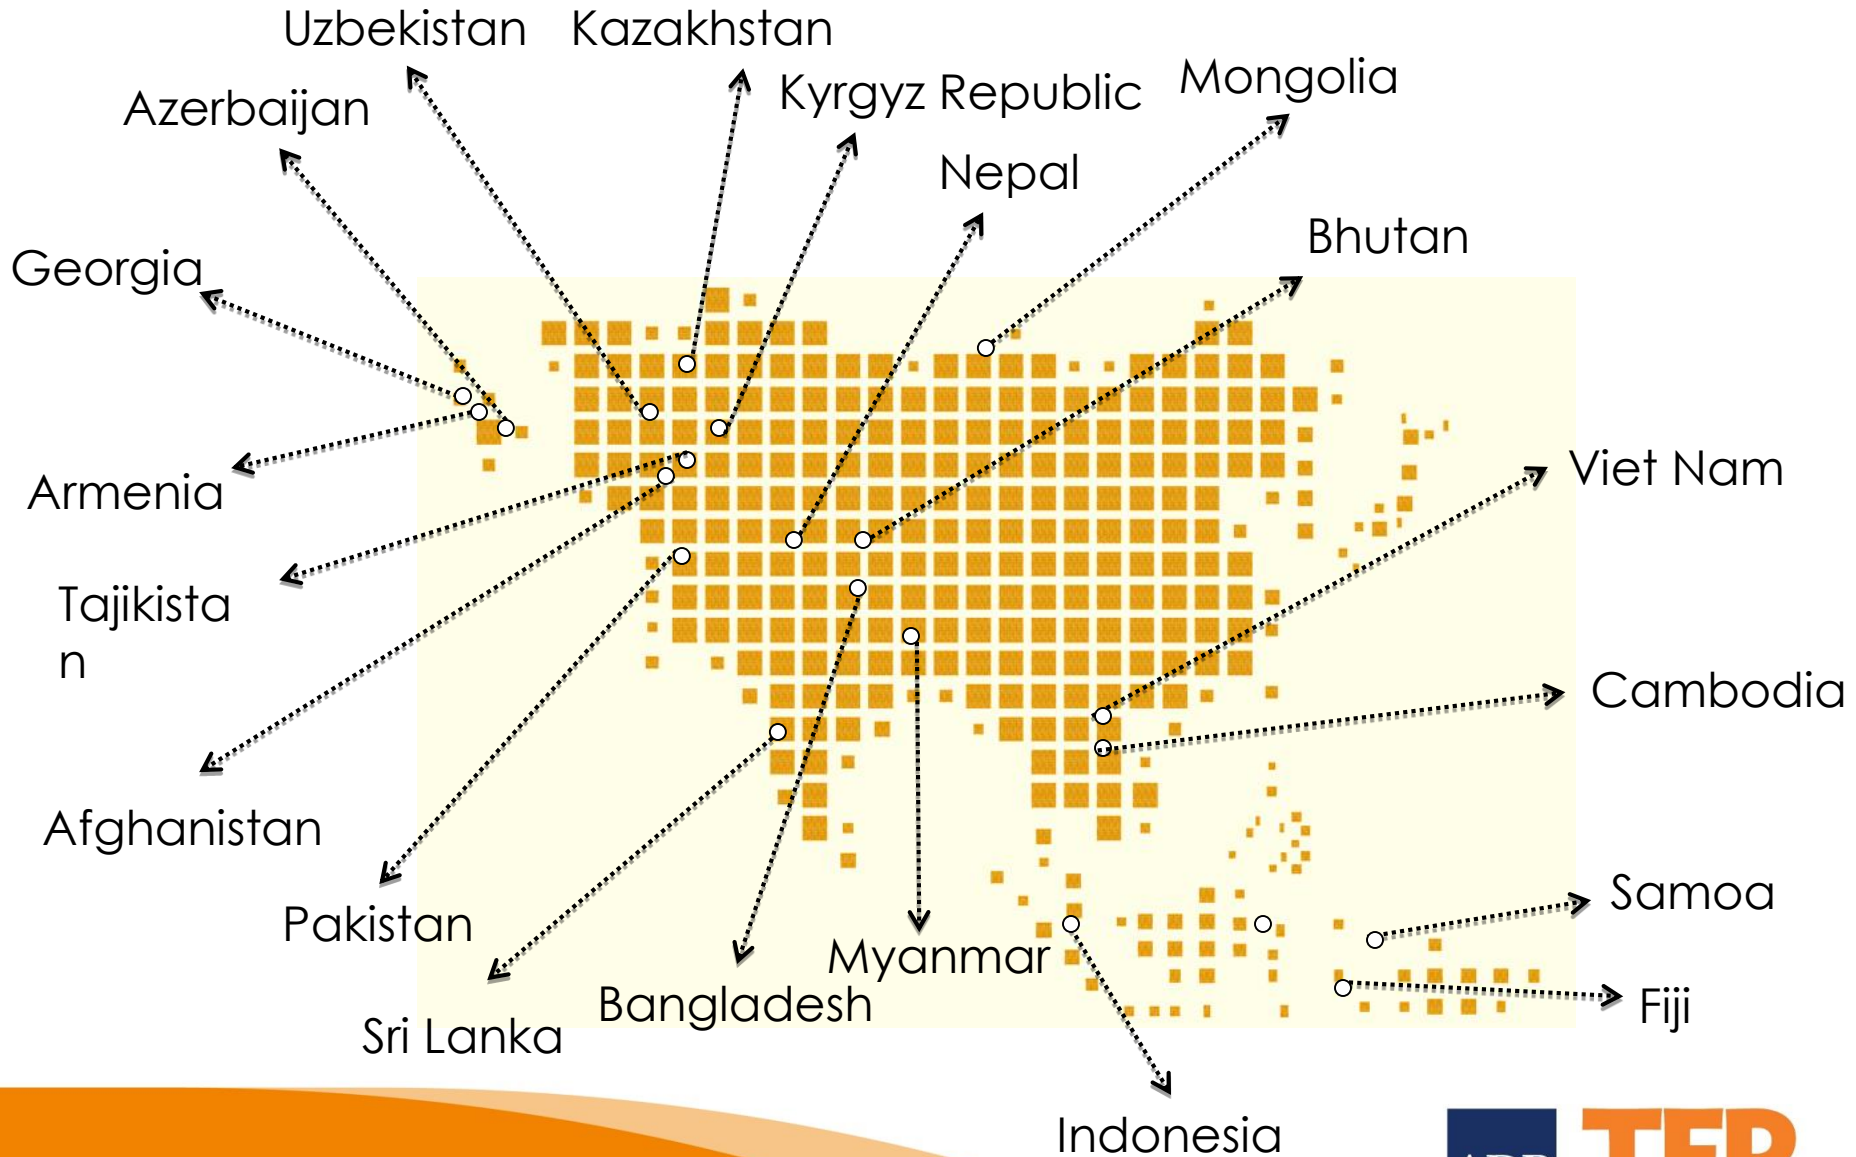 Uzbekistan
Kazakhstan
Mongolia
Kyrgyz Republic
Azerbaijan
Nepal
Bhutan
Georgia
Viet Nam
Armenia
Tajikista
n
Cambodia
Afghanistan
Samoa
Pakistan
Myanmar
Bangladesh
Fiji
Sri Lanka
Indonesia